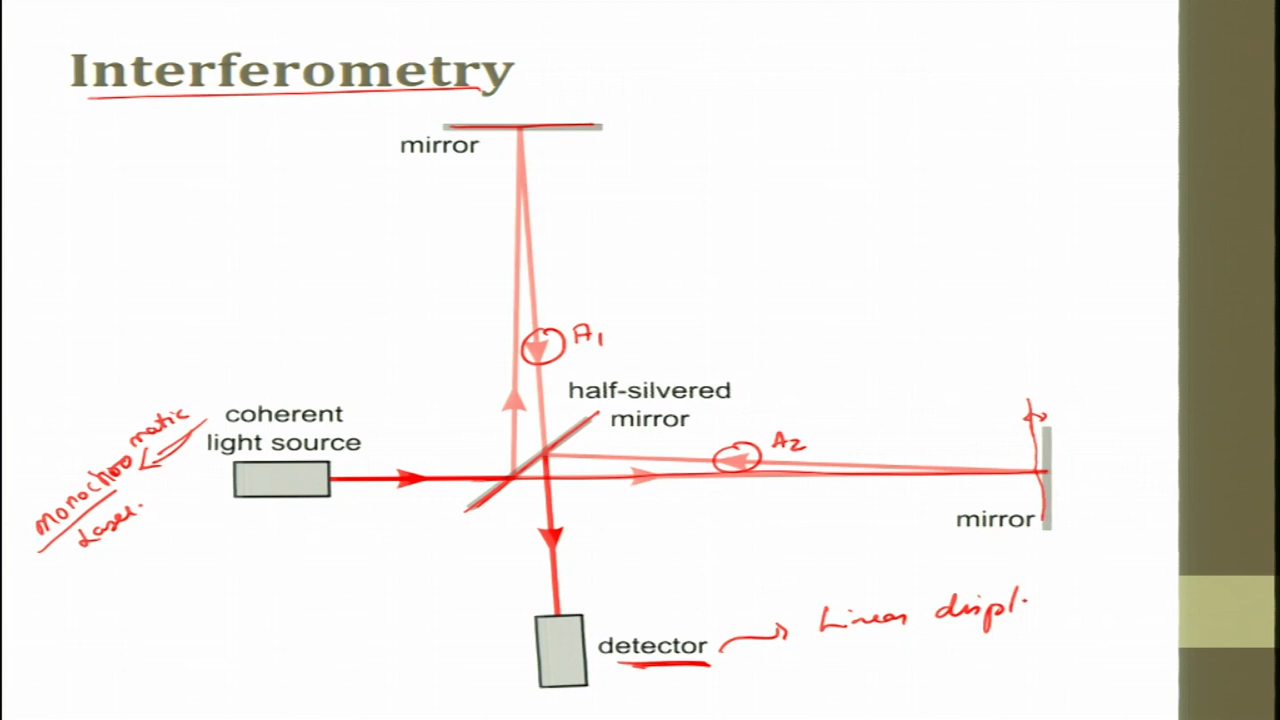 Interferometry
mirror
A1
half-silvered
mirror
coherent
light source
monochromatic
Laser.
A2
mirror
detector
Linear displ.